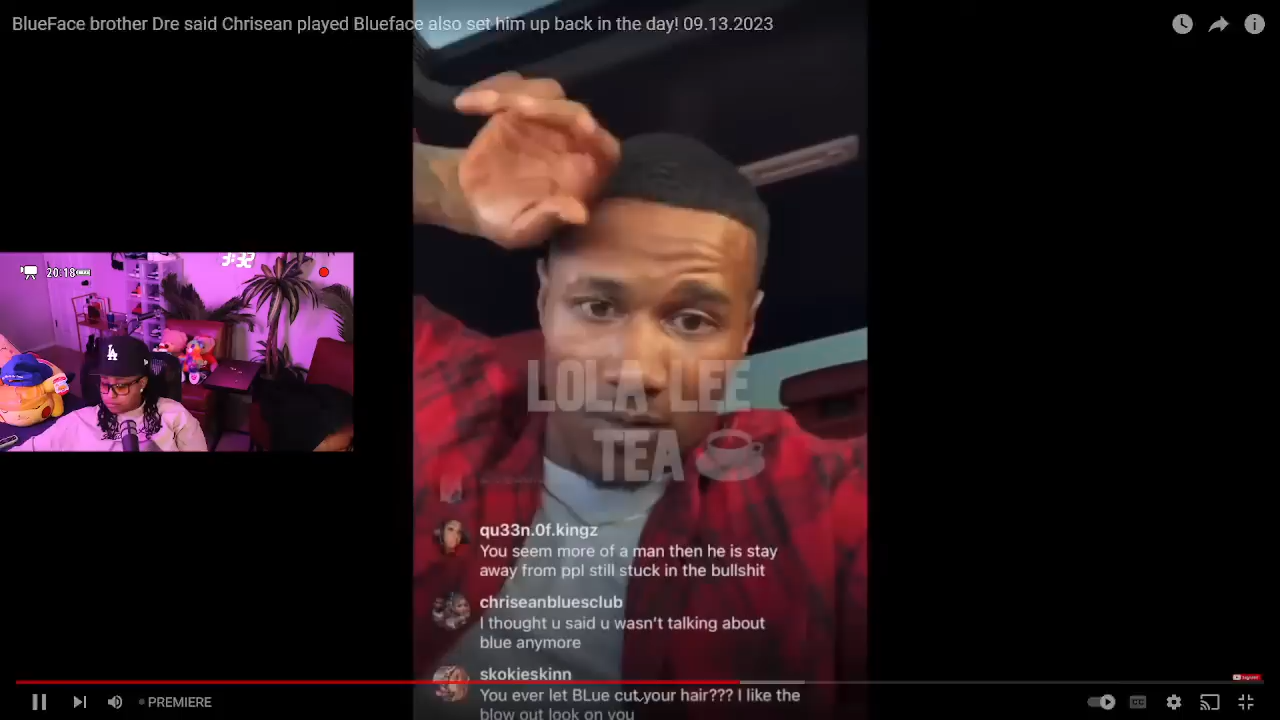 BlueFace brother Dre said Chrisean played Blueface also set him up back in the day! 09.13.2023
20:18
LA
LOLA LEE
TEA
qu33n.0f.kingz
You seem more of a man then he is stay
away from ppl still stuck in the bullshit
chriseanbluesclub
I thought u said u wasn't talking about
blue anymore
skokieskinn
You ever let BLue cut your hair??? I like the
blow out look on you
PREMIERE